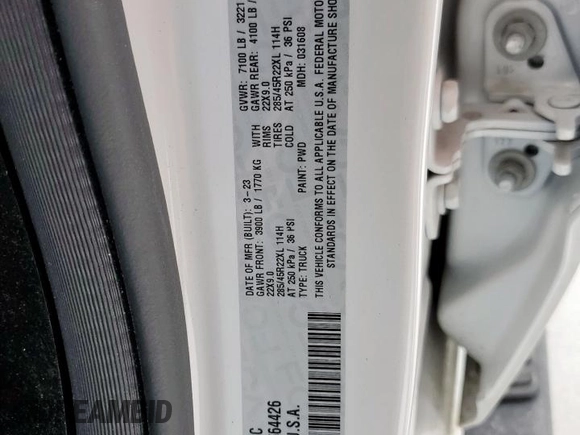 GVWR: 7100 LB / 3221
GAWR REAR: 4100 LB /
22X9.0
285/45R22XL 114H
AT 250 kPa / 36 PSI
MDH: 031608
WITH
RIMS
TIRES
COLD
DATE OF MFR (BUILT): 3-23
GAWR FRONT: 3900 LB / 1770 KG
22X9.0
285/45R22XL 114H
AT 250 kPa / 36 PSI
PAINT: PWD
TYPE: TRUCK
THIS VEHICLE CONFORMS TO ALL APPLICABLE U.S.A. FEDERAL MOTOR
STANDARDS IN EFFECT ON THE DATE OF MANUFACTURE SHO
C
64426
U.S.A.